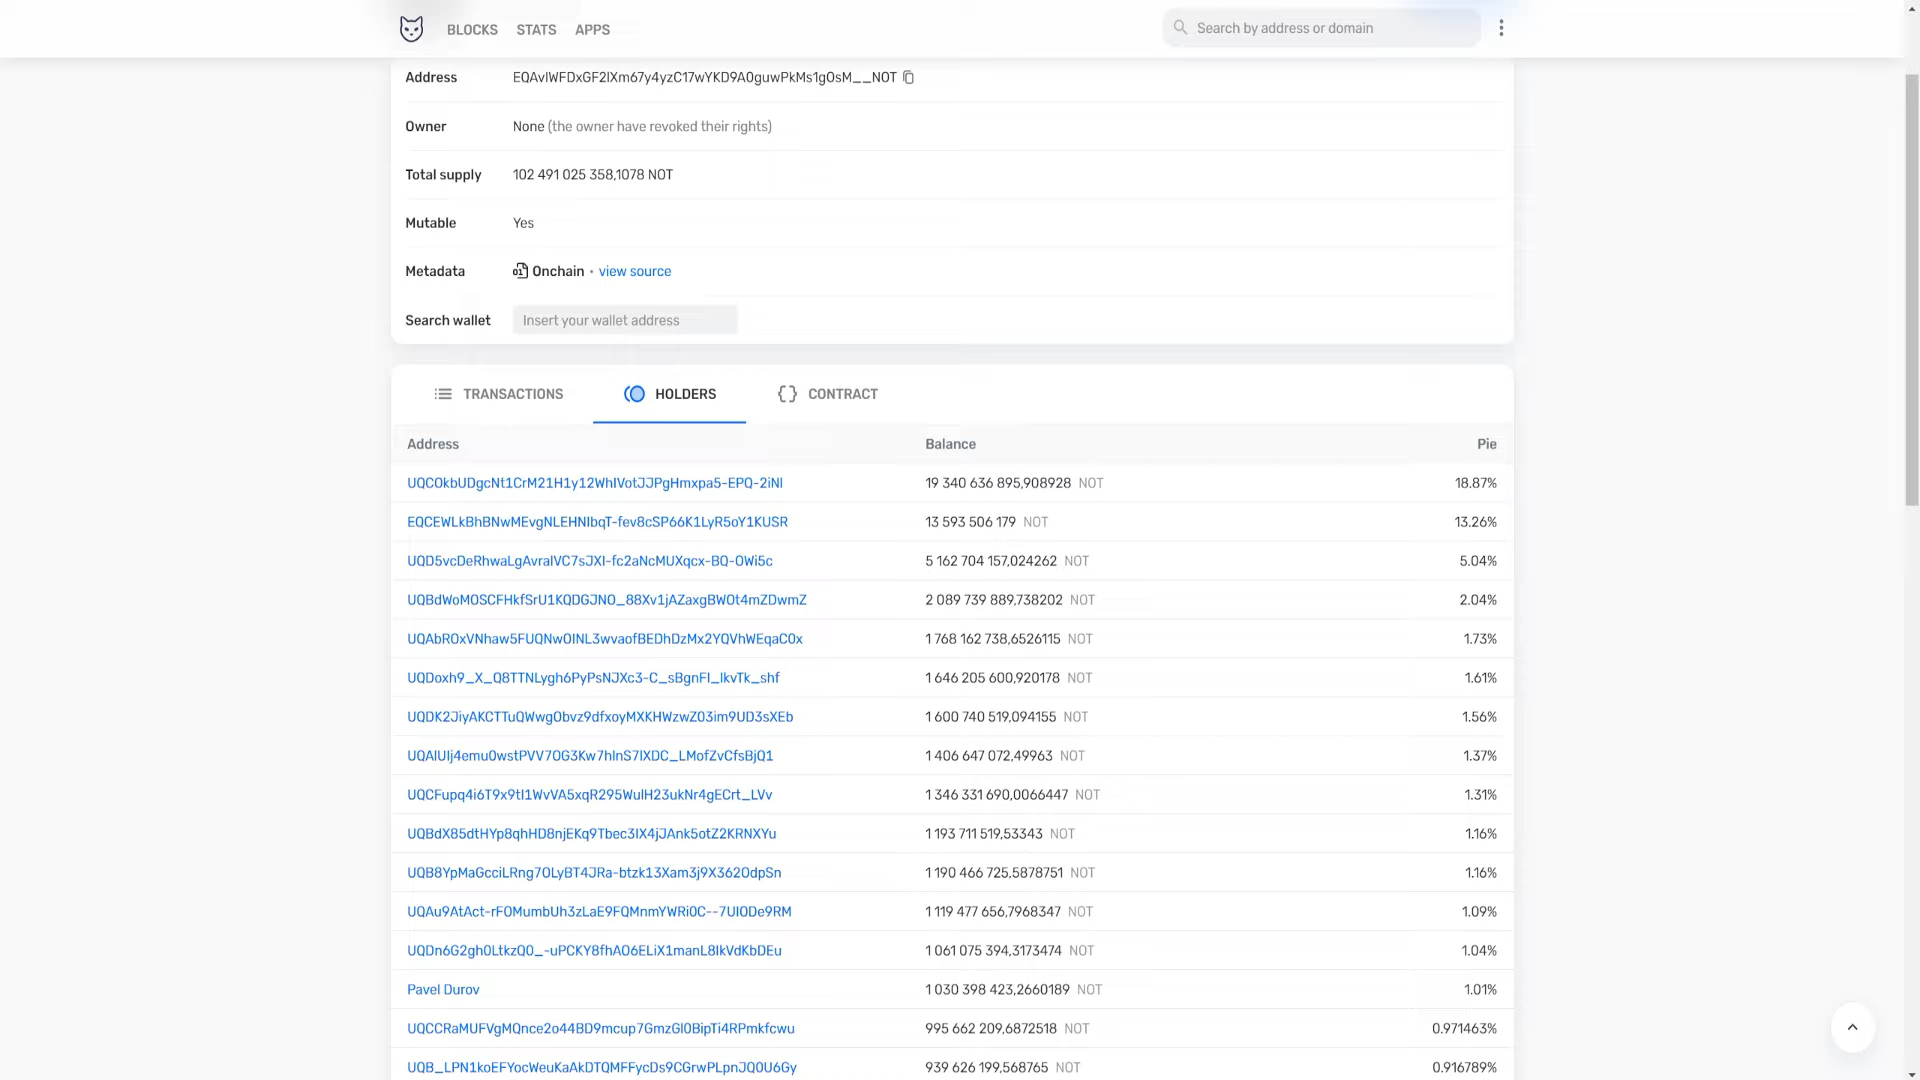 BLOCKS STATS APPS Search by address or domain
Address EQAvlWFDxGF2lXm67y4yzC17wYKD9A0guwPkMs1gOsM__NOT
Owner None (the owner have revoked their rights)
Total supply 102 491 025 358,1078 NOT
Mutable Yes
Metadata Onchain · view source
Search wallet Insert your wallet address
TRANSACTIONS HOLDERS CONTRACT
Address Balance Pie
UQCOkbUDgcNt1CrM21H1y12WhIVotJJPgHmxpa5-EPQ-2iNl 19 340 636 895,908928 NOT 18.87%
EQCEWLkBhBNwMEvgNLEHNIbqT-fev8cSP66K1LyR5oY1KUSR 13 593 506 179 NOT 13.26%
UQD5vcDeRhwaLgAvralVC7sJXI-fc2aNcMUXqcx-BQ-OWi5c 5 162 704 157,024262 NOT 5.04%
UQBdWoMOSCFHkfSrU1KQDGJNO_88Xv1jAZaxgBWOt4mZDwmZ 2 089 739 889,738202 NOT 2.04%
UQAbROxVNhaw5FUQNwOINL3wvaofBEDhDzMx2YQVhWEqaC0x 1 768 162 738,6526115 NOT 1.73%
UQDoxh9_X_Q8TTNLygh6PyPsNJXc3-C_sBgnFI_lkvTk_shf 1 646 205 600,920178 NOT 1.61%
UQDK2JiyAKCTTuQWwgObvz9dfxoyMXKHWzwZ03im9UD3sXEb 1 600 740 519,094155 NOT 1.56%
UQAlUlj4emu0wstPVV7OG3Kw7hlnS7lXDC_LMofZvCfsBjQ1 1 406 647 072,49963 NOT 1.37%
UQCFupq4i6T9x9tI1WvVA5xqR295WulH23ukNr4gECrt_LVv 1 346 331 690,0066447 NOT 1.31%
UQBdX85dtHYp8qhHD8njEKq9Tbec3IX4jJAnk5otZ2KRNXYu 1 193 711 519,53343 NOT 1.16%
UQB8YpMaGcciLRng7OLyBT4JRa-btzk13Xam3j9X362OdpSn 1 190 466 725,5878751 NOT 1.16%
UQAu9AtAct-rFOMumbUh3zLaE9FQMnmYWRi0C--7UIODe9RM 1 119 477 656,7968347 NOT 1.09%
UQDn6G2gh0LtkzQ0_-uPCKY8fhAO6ELiX1manL8IkVdKbDEu 1 061 075 394,3173474 NOT 1.04%
Pavel Durov 1 030 398 423,2660189 NOT 1.01%
UQCCRaMUFVgMQnce2o44BD9mcup7GmzGl0BipTi4RPmkfcwu 995 662 209,6872518 NOT 0.971463%
UQB_LPN1koEFYocWeuKaAkDTQMFFycDs9CGrwPLpnJQ0U6Gy 939 626 199,568765 NOT 0.916789%